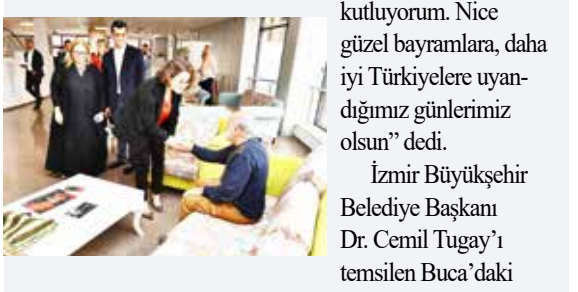 kutluyorum. Nice
güzel bayramlara, daha
iyi Türkiyelere uyan-
dığımız günlerimiz
olsun” dedi.
İzmir Büyükşehir
Belediye Başkanı
Dr. Cemil Tugay’ı
temsilen Buca’daki